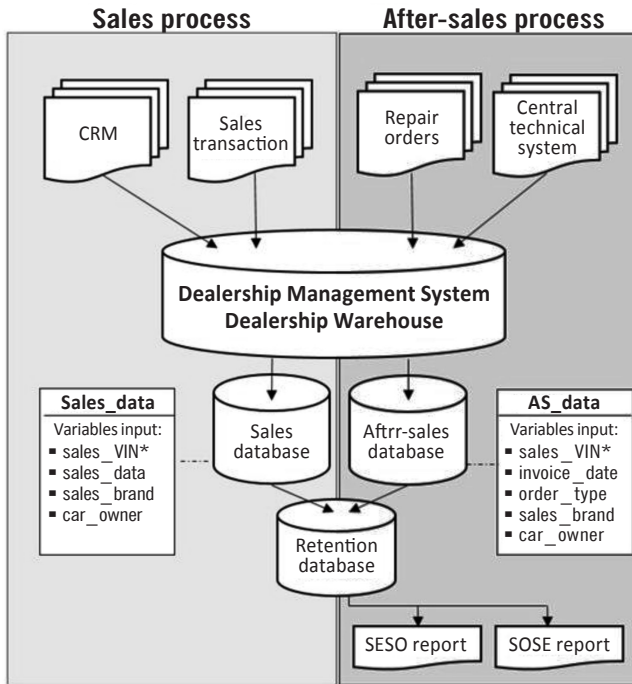 Sales process
After-sales process
CRM
Sales
transaction
Repair
orders
Central
technical
system
Dealership Management System
Dealership Warehouse
Sales_data
Variables input:
▪ sales_VIN*
▪ sales_data
▪ sales_brand
▪ car_owner
Sales
database
Aftrr-sales
database
AS_data
Variables input:
▪ sales_VIN*
▪ invoice_date
▪ order_type
▪ sales_brand
▪ car_owner
Retention
database
SESO report
SOSE report